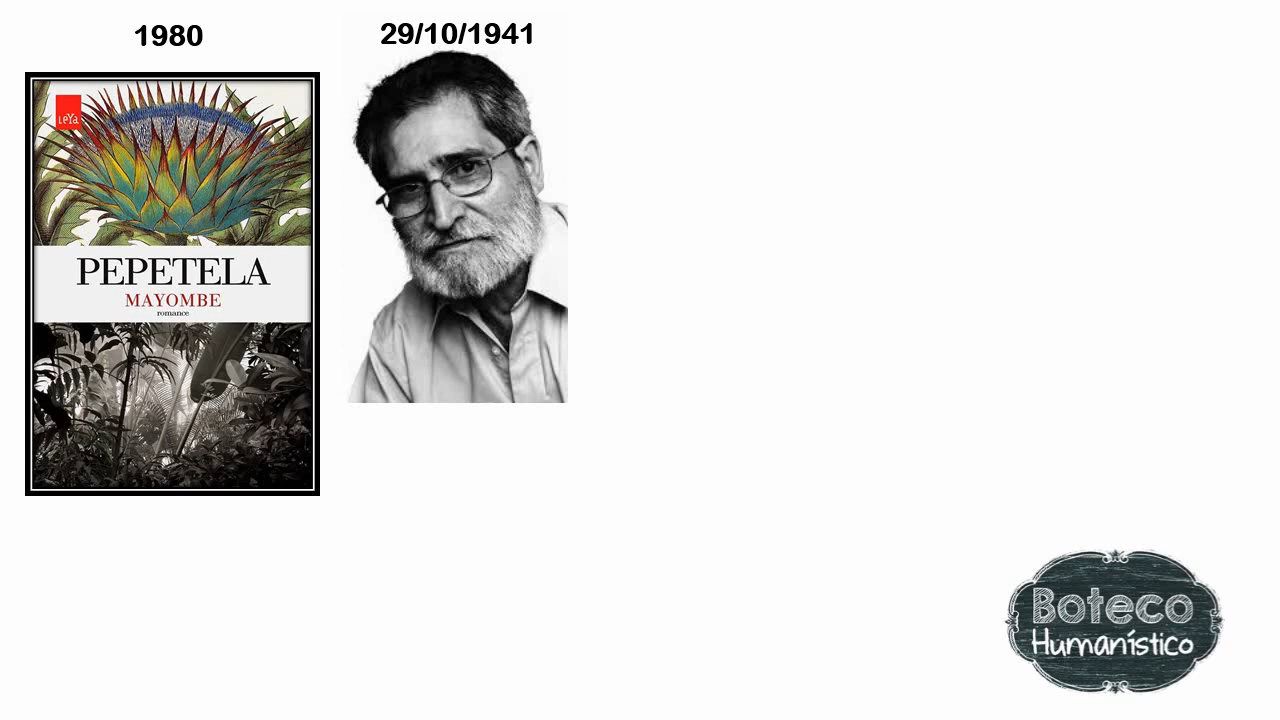 1980
29/10/1941
LeYa
PEPETELA
MAYOMBE
romance
Boteco
Humanístico